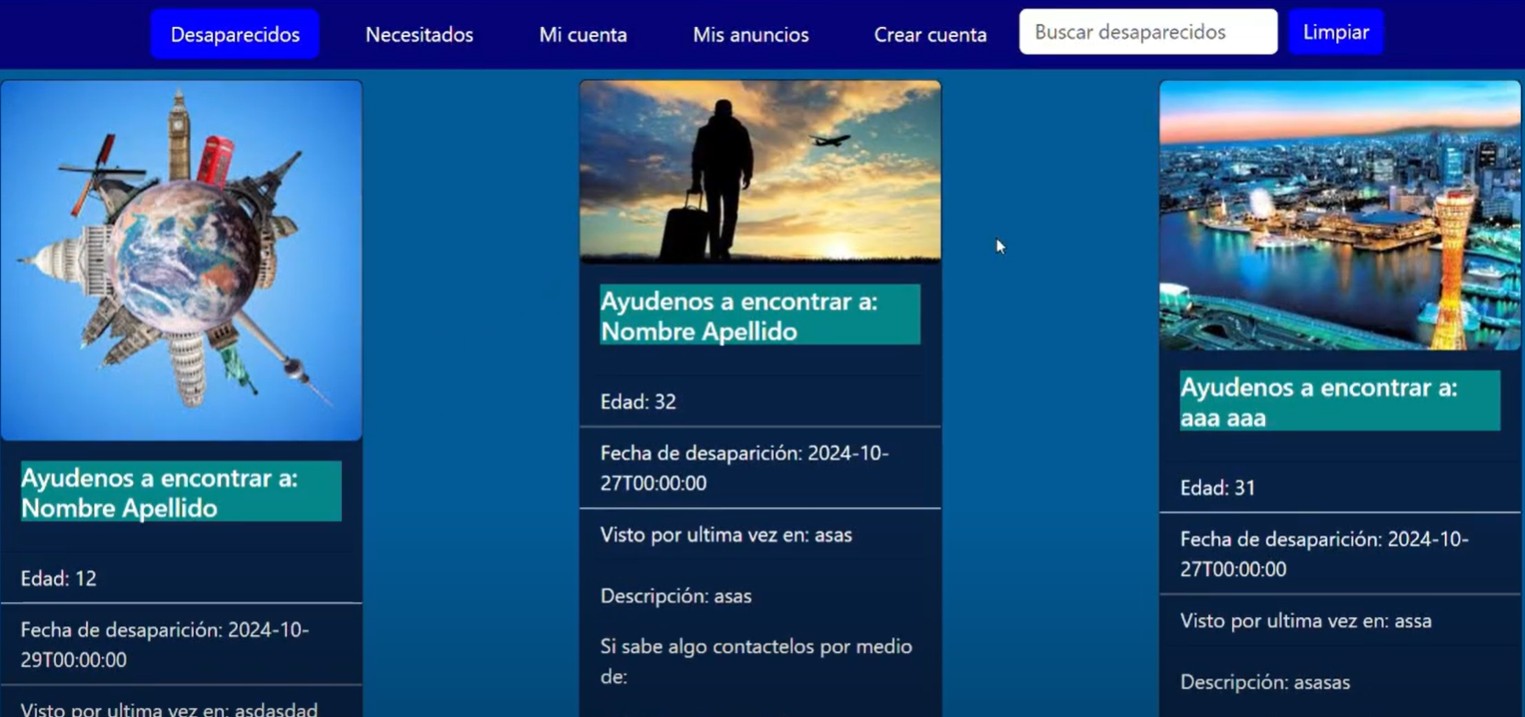 Desaparecidos
Necesitados
Mi cuenta
Mis anuncios
Crear cuenta
Buscar desaparecidos
Limpiar
Ayudenos a encontrar a:
Nombre Apellido
Edad: 12
Fecha de desaparición: 2024-10-
29T00:00:00
Visto por ultima vez en: asdasdad
Ayudenos a encontrar a:
Nombre Apellido
Edad: 32
Fecha de desaparición: 2024-10-
27T00:00:00
Visto por ultima vez en: asas
Descripción: asas
Si sabe algo contactelos por medio
de:
Ayudenos a encontrar a:
aaa aaa
Edad: 31
Fecha de desaparición: 2024-10-
27T00:00:00
Visto por ultima vez en: assa
Descripción: asasas